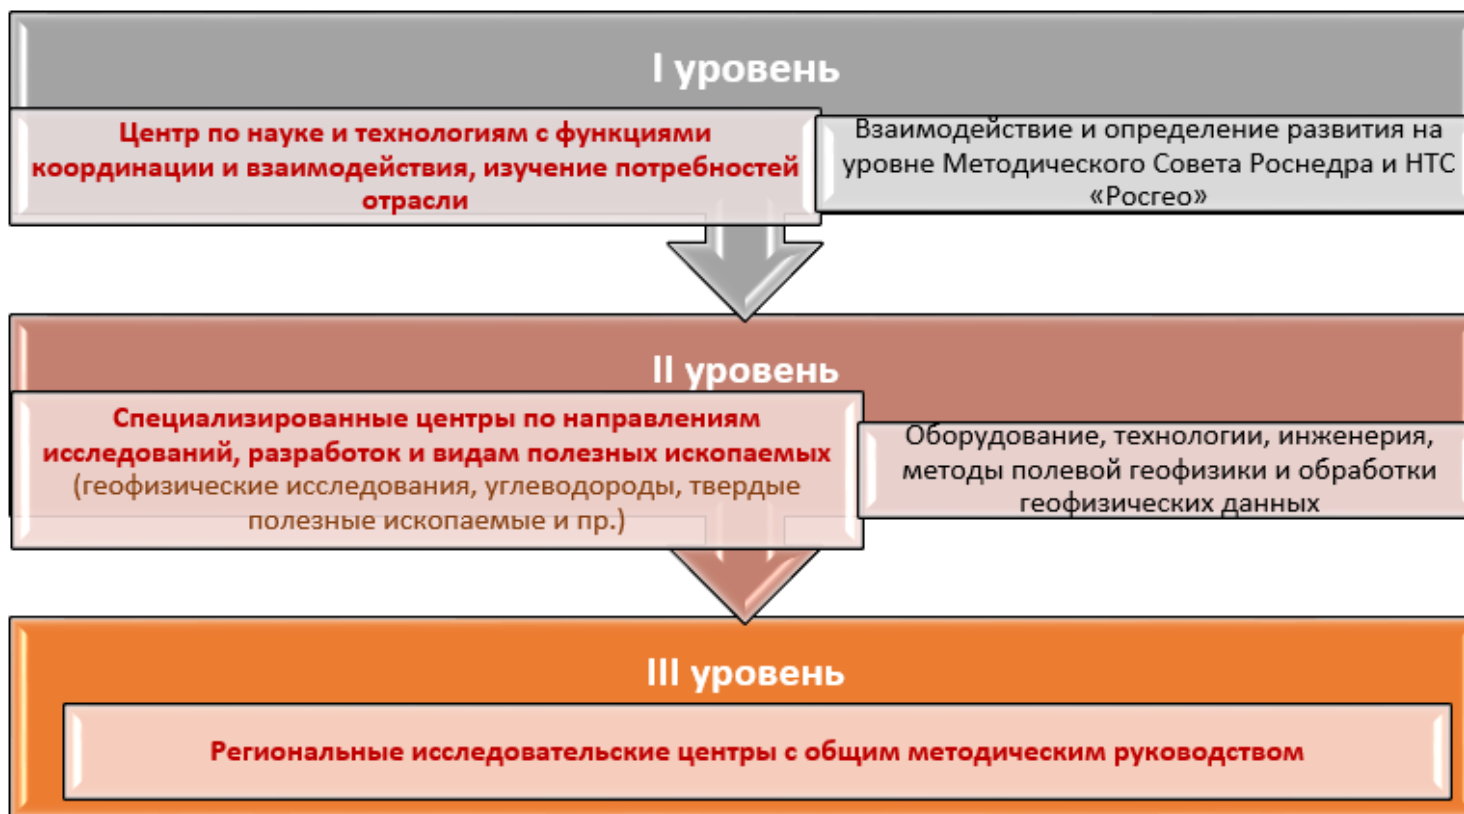 I уровень
Центр по науке и технологиям с функциями
координации и взаимодействия, изучение потребностей
отрасли
Взаимодействие и определение развития на
уровне Методического Совета Роснедра и НТС
«Росгео»
II уровень
Специализированные центры по направлениям
исследований, разработок и видам полезных ископаемых
(геофизические исследования, углеводороды, твердые
полезные ископаемые и пр.)
Оборудование, технологии, инженерия,
методы полевой геофизики и обработки
геофизических данных
III уровень
Региональные исследовательские центры с общим методическим руководством